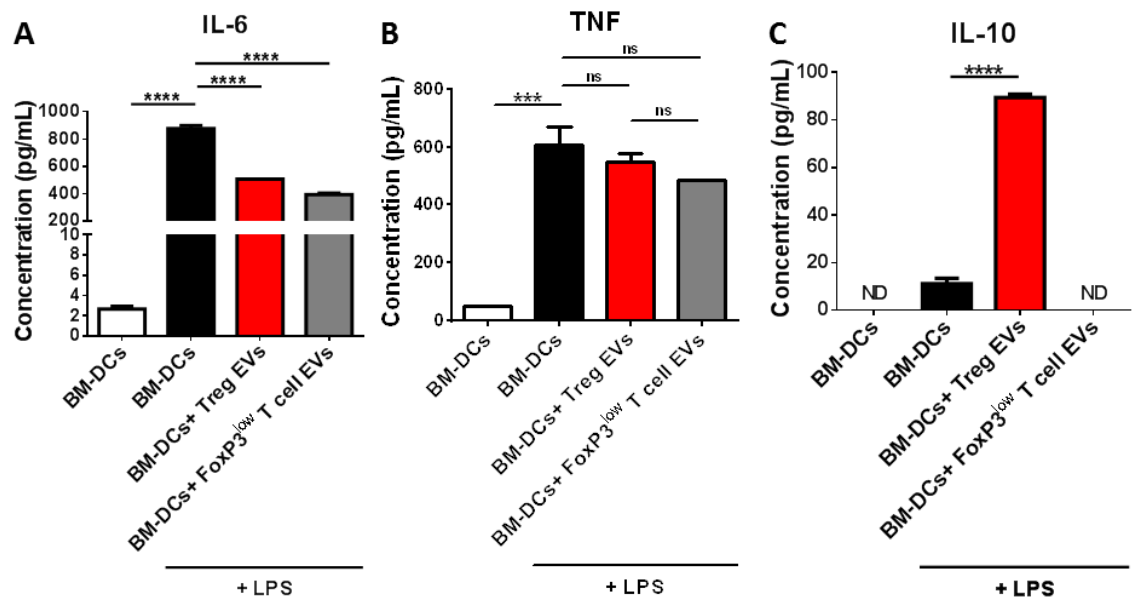 A
IL-6
****
****
****
Concentration (pg/mL)
1000
800
600
400
200
10
8
6
4
2
0
BM-DCs
BM-DCs
BM-DCs+ Treg EVs
BM-DCs+ FoxP3low T cell EVs
+ LPS
B
TNF
ns
ns
***
ns
Concentration (pg/mL)
800
600
400
200
0
BM-DCs
BM-DCs
BM-DCs+ Treg EVs
BM-DCs+ FoxP3low T cell EVs
+ LPS
C
IL-10
****
Concentration (pg/mL)
100
80
60
40
20
0
ND
ND
BM-DCs
BM-DCs
BM-DCs+ Treg EVs
BM-DCs+ FoxP3low T cell EVs
+ LPS